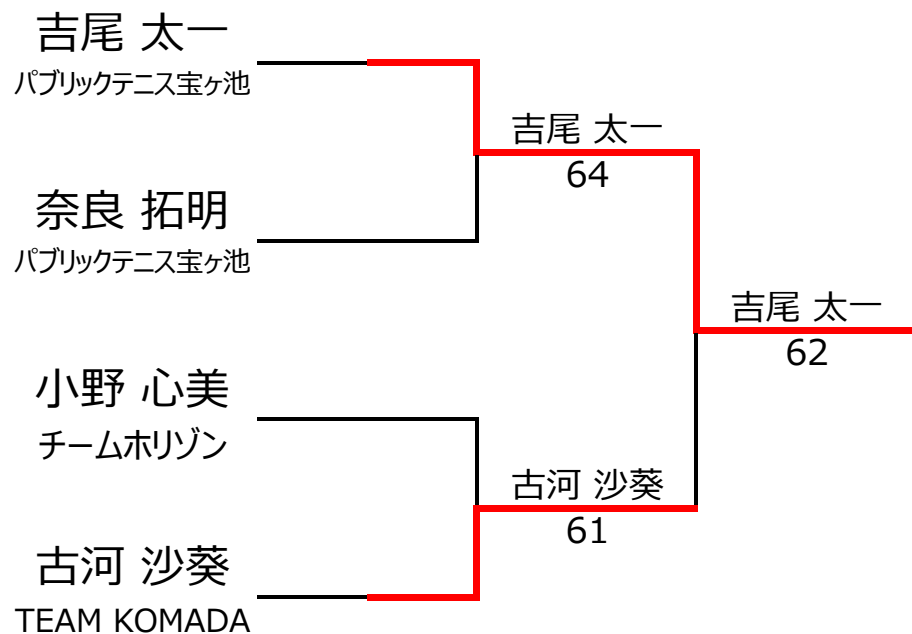 吉尾 太一
パブリックテニス宝ヶ池
吉尾 太一
64
奈良 拓明
パブリックテニス宝ヶ池
吉尾 太一
62
小野 心美
チームホリゾン
古河 沙葵
61
古河 沙葵
TEAM KOMADA